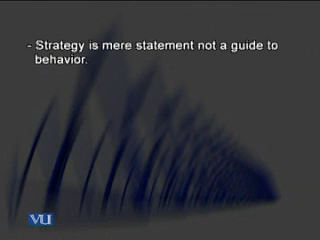 - Strategy is mere statement not a guide to
behavior.
VU